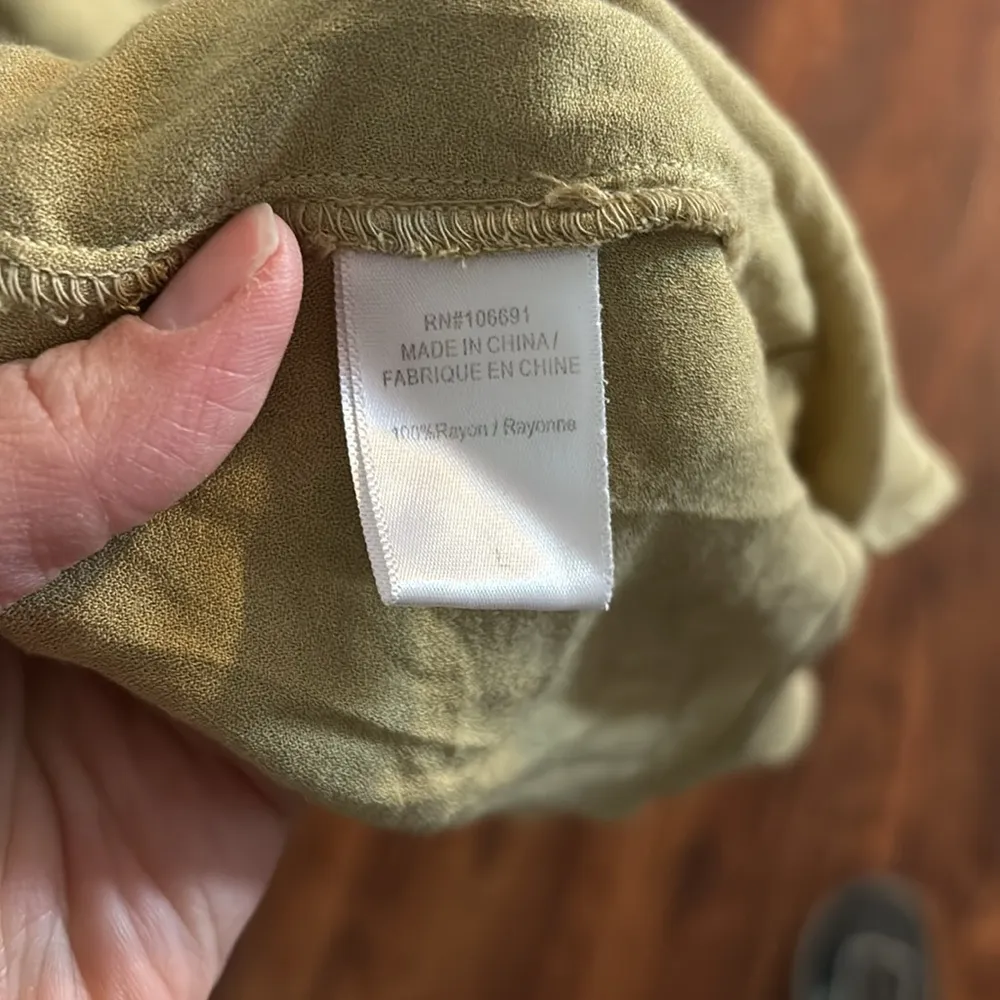 RN#106691
MADE IN CHINA /
FABRIQUE EN CHINE
100%Rayon / Rayonne
L